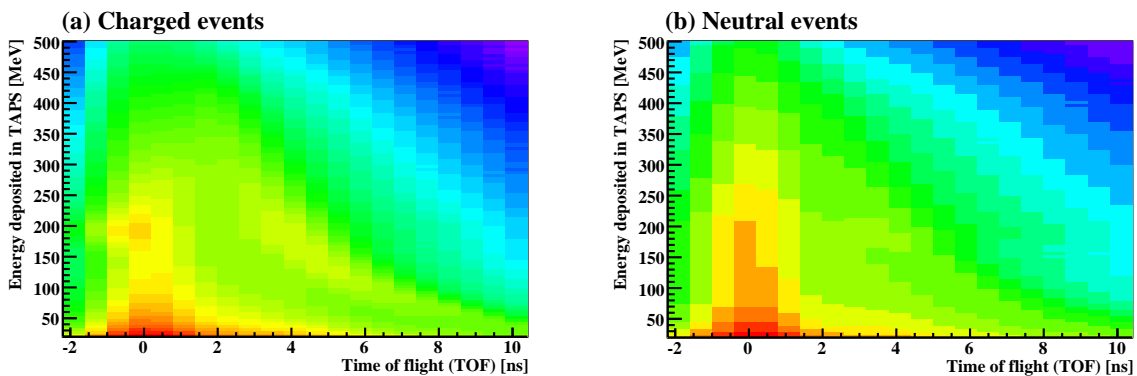 (a) Charged events
Energy deposited in TAPS [MeV]
500
450
400
350
300
250
200
150
100
50
-2 0 2 4 6 8 10
Time of flight (TOF) [ns]
(b) Neutral events
Energy deposited in TAPS [MeV]
500
450
400
350
300
250
200
150
100
50
-2 0 2 4 6 8 10
Time of flight (TOF) [ns]